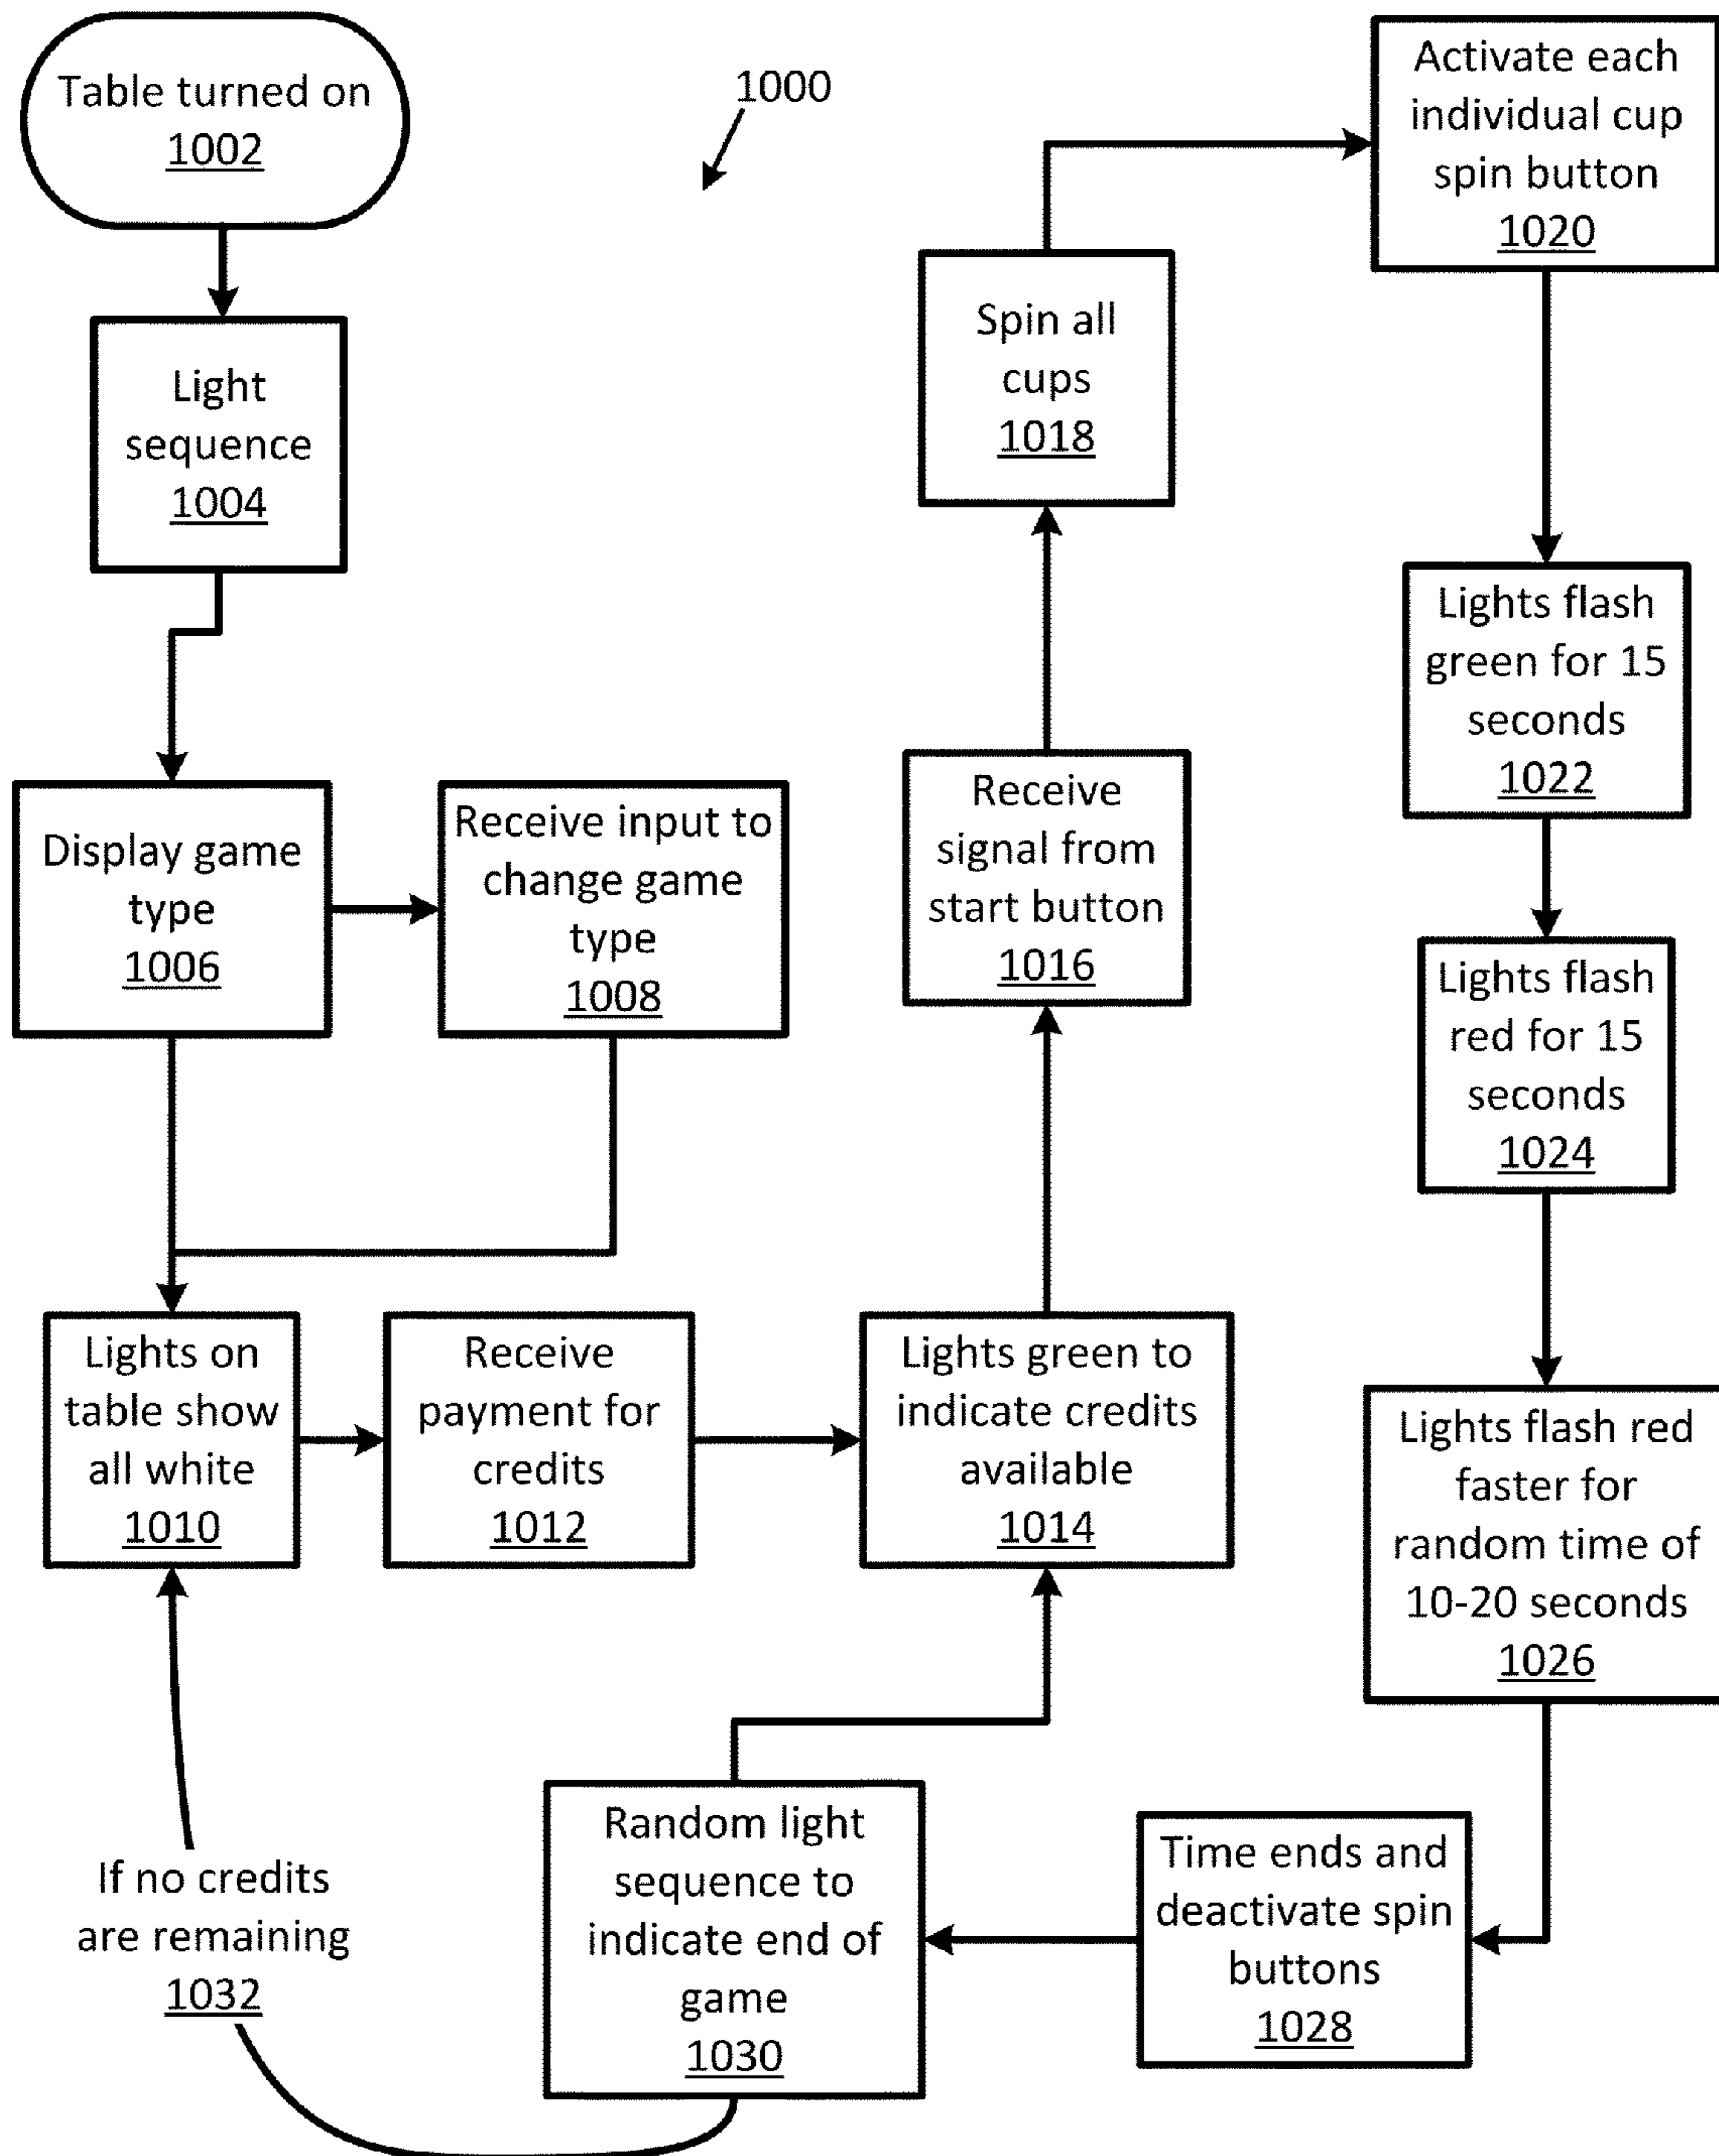 Table turned on
1002
1000
Light
sequence
1004
Display game
type
1006
Receive input to
change game
type
1008
Lights on
table show
all white
1010
Receive
payment for
credits
1012
Lights green to
indicate credits
available
1014
Receive
signal from
start button
1016
Spin all
cups
1018
Activate each
individual cup
spin button
1020
Lights flash
green for 15
seconds
1022
Lights flash
red for 15
seconds
1024
Lights flash red
faster for
random time of
10-20 seconds
1026
Time ends and
deactivate spin
buttons
1028
Random light
sequence to
indicate end of
game
1030
If no credits
are remaining
1032